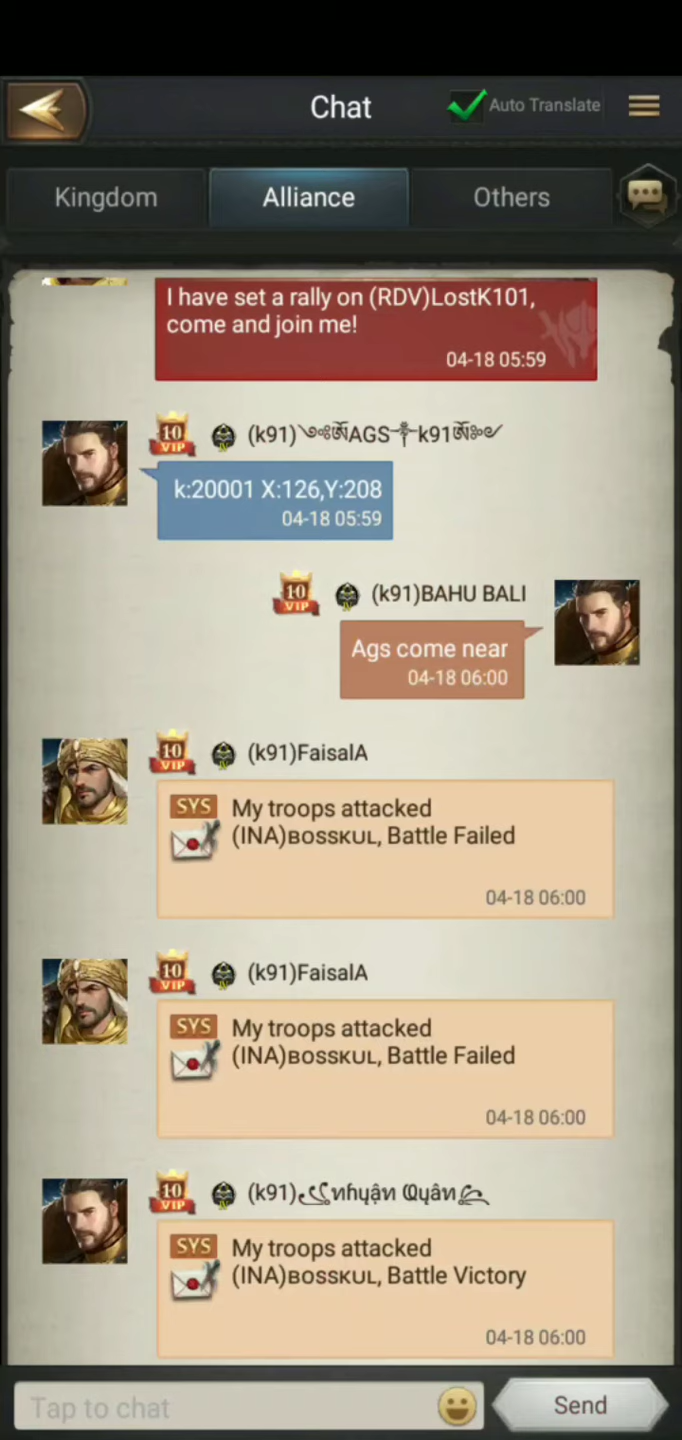 Chat
Auto Translate
Kingdom
Alliance
Others
I have set a rally on (RDV)LostK101,
come and join me!
04-18 05:59
10
VIP
(k91)༺ༀAGS༒k91ༀ༻
k:20001 X:126,Y:208
04-18 05:59
10
VIP
(k91)BAHU BALI
Ags come near
04-18 06:00
10
VIP
(k91)FaisalA
SYS
My troops attacked
(INA)ʙᴏssᴋᴜʟ, Battle Failed
04-18 06:00
10
VIP
(k91)FaisalA
SYS
My troops attacked
(INA)ʙᴏssᴋᴜʟ, Battle Failed
04-18 06:00
10
VIP
(k91)
SYS
My troops attacked
(INA)ʙᴏssᴋᴜʟ, Battle Victory
04-18 06:00
Tap to chat
Send